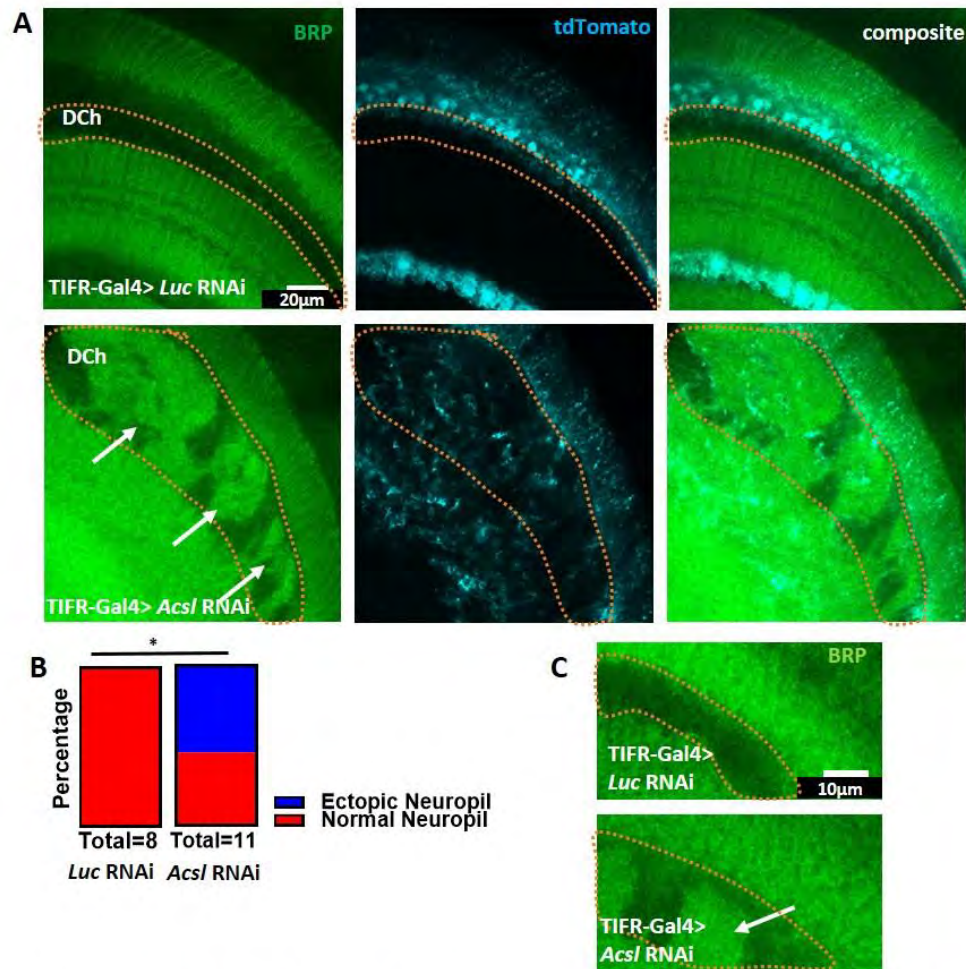 A
BRP
tdTomato
composite
DCh
TIFR-Gal4> Luc RNAi
20µm
DCh
TIFR-Gal4> Acsl RNAi
B
*
Percentage
Total=8
Total=11
Luc RNAi
Acsl RNAi
Ectopic Neuropil
Normal Neuropil
C
BRP
TIFR-Gal4>
Luc RNAi
10µm
TIFR-Gal4>
Acsl RNAi